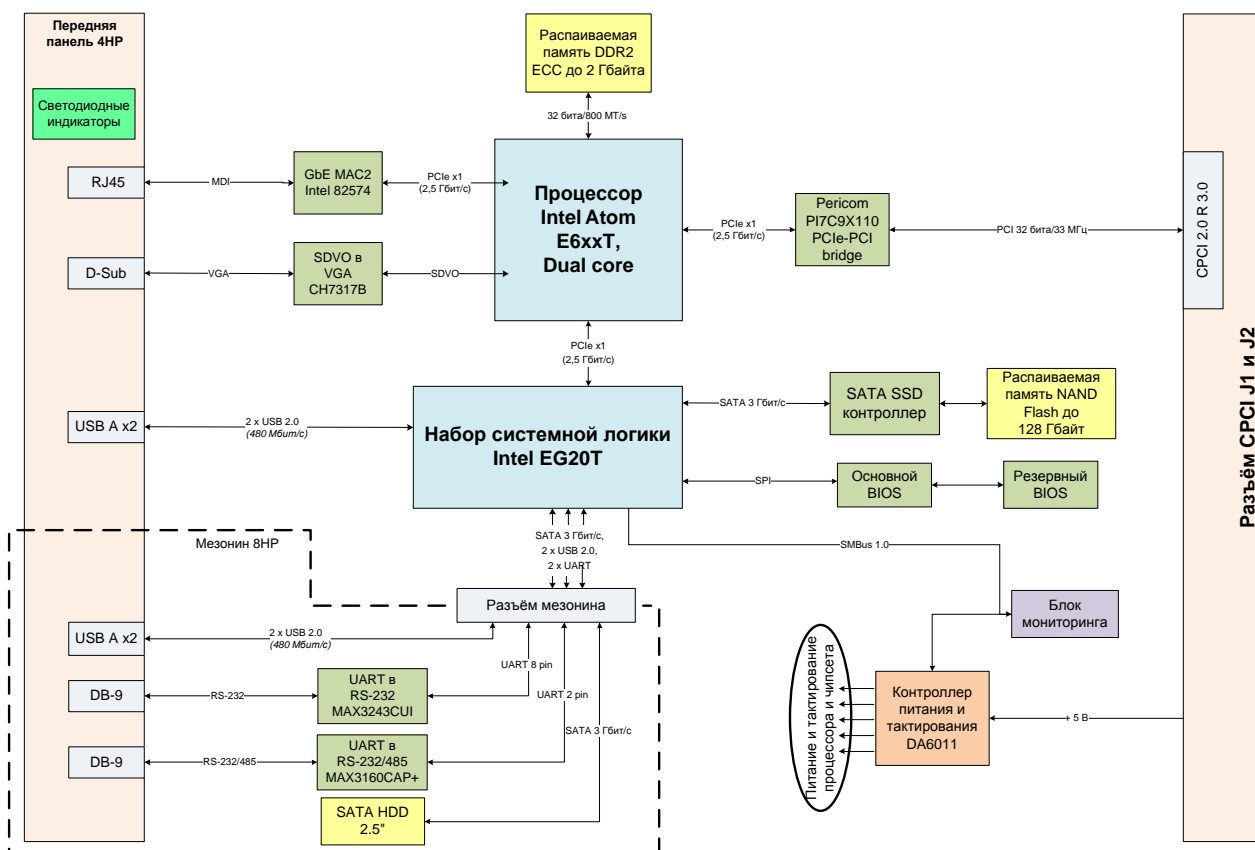 Передняя
панель 4HP
Светодиодные
индикаторы
RJ45
MDI
GbE MAC2
Intel 82574
PCIe x1
(2,5 Гбит/с)
D-Sub
VGA
SDVO в
VGA
CH7317B
SDVO
Распаиваемая
память DDR2
ECC до 2 Гбайта
32 бита/800 MT/s
Процессор
Intel Atom
E6xxT,
Dual core
PCIe x1
(2,5 Гбит/с)
Pericom
PI7C9X110
PCIe-PCI
bridge
PCI 32 бита/33 МГц
CPCI 2.0 R 3.0
Разъём CPCI J1 и J2
PCIe x1
(2,5 Гбит/с)
USB A x2
2 x USB 2.0
(480 Мбит/с)
Набор системной логики
Intel EG20T
SATA 3 Гбит/с
SATA SSD
контроллер
Распаиваемая
память NAND
Flash до
128 Гбайт
SPI
Основной
BIOS
Резервный
BIOS
SATA 3 Гбит/с,
2 x USB 2.0,
2 x UART
SMBus 1.0
Мезонин 8HP
Разъём мезонина
Блок
мониторинга
USB A x2
2 x USB 2.0
(480 Мбит/с)
UART 8 pin
UART 2 pin
SATA 3 Гбит/с
DB-9
RS-232
UART в
RS-232
MAX3243CUI
DB-9
RS-232/485
UART в
RS-232/485
MAX3160CAP+
SATA HDD
2.5"
Питание и тактирование
процессора и чипсета
Контроллер
питания и
тактирования
DA6011
+ 5 В